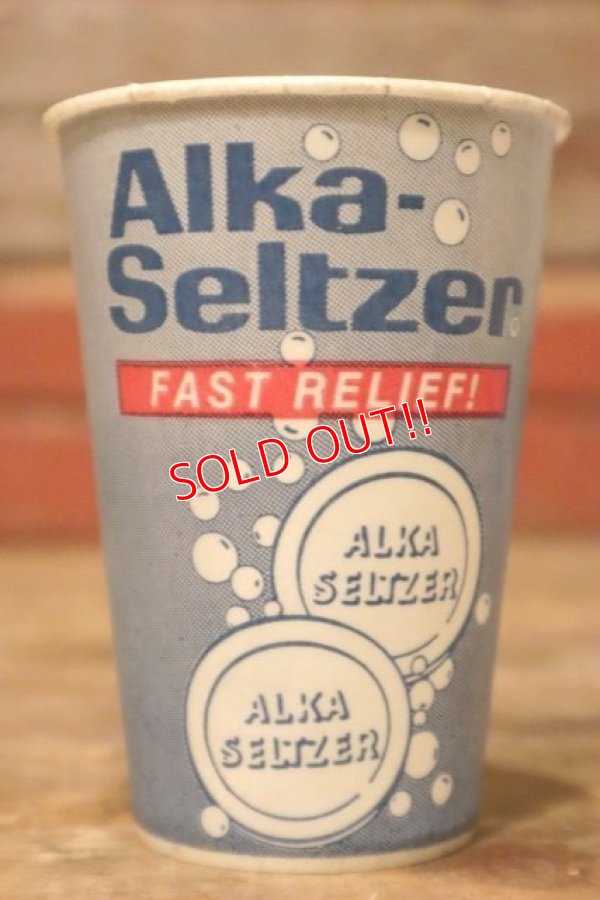 Alka-
Seltzer®
FAST RELIEF!
SOLD OUT!!
ALKA
SELTZER
ALKA
SELTZER